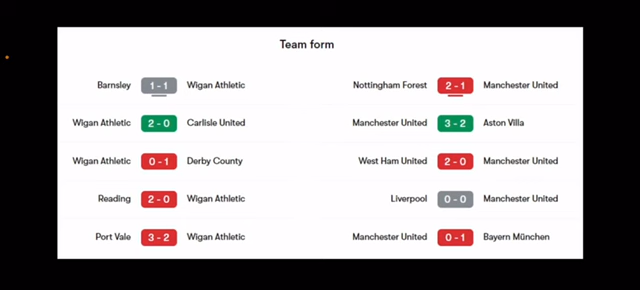 Team form
Barnsley 1 - 1 Wigan Athletic
Nottingham Forest 2 - 1 Manchester United
Wigan Athletic 2 - 0 Carlisle United
Manchester United 3 - 2 Aston Villa
Wigan Athletic 0 - 1 Derby County
West Ham United 2 - 0 Manchester United
Reading 2 - 0 Wigan Athletic
Liverpool 0 - 0 Manchester United
Port Vale 3 - 2 Wigan Athletic
Manchester United 0 - 1 Bayern München